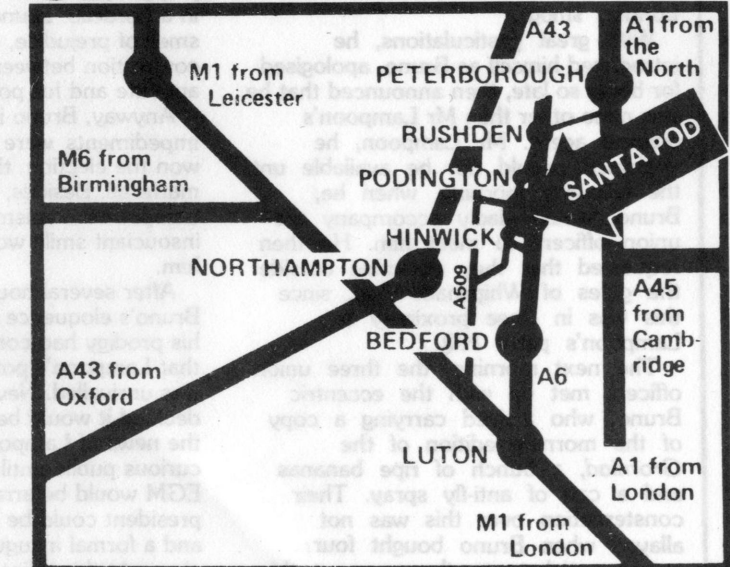 A43
A1 from
the
North
M1 from
Leicester
PETERBOROUGH
RUSHDEN
M6 from
Birmingham
PODINGTON
SANTA POD
HINWICK
NORTHAMPTON
A509
A45
from
Camb-
ridge
BEDFORD
A43 from
Oxford
A6
LUTON
A1 from
London
M1 from
London